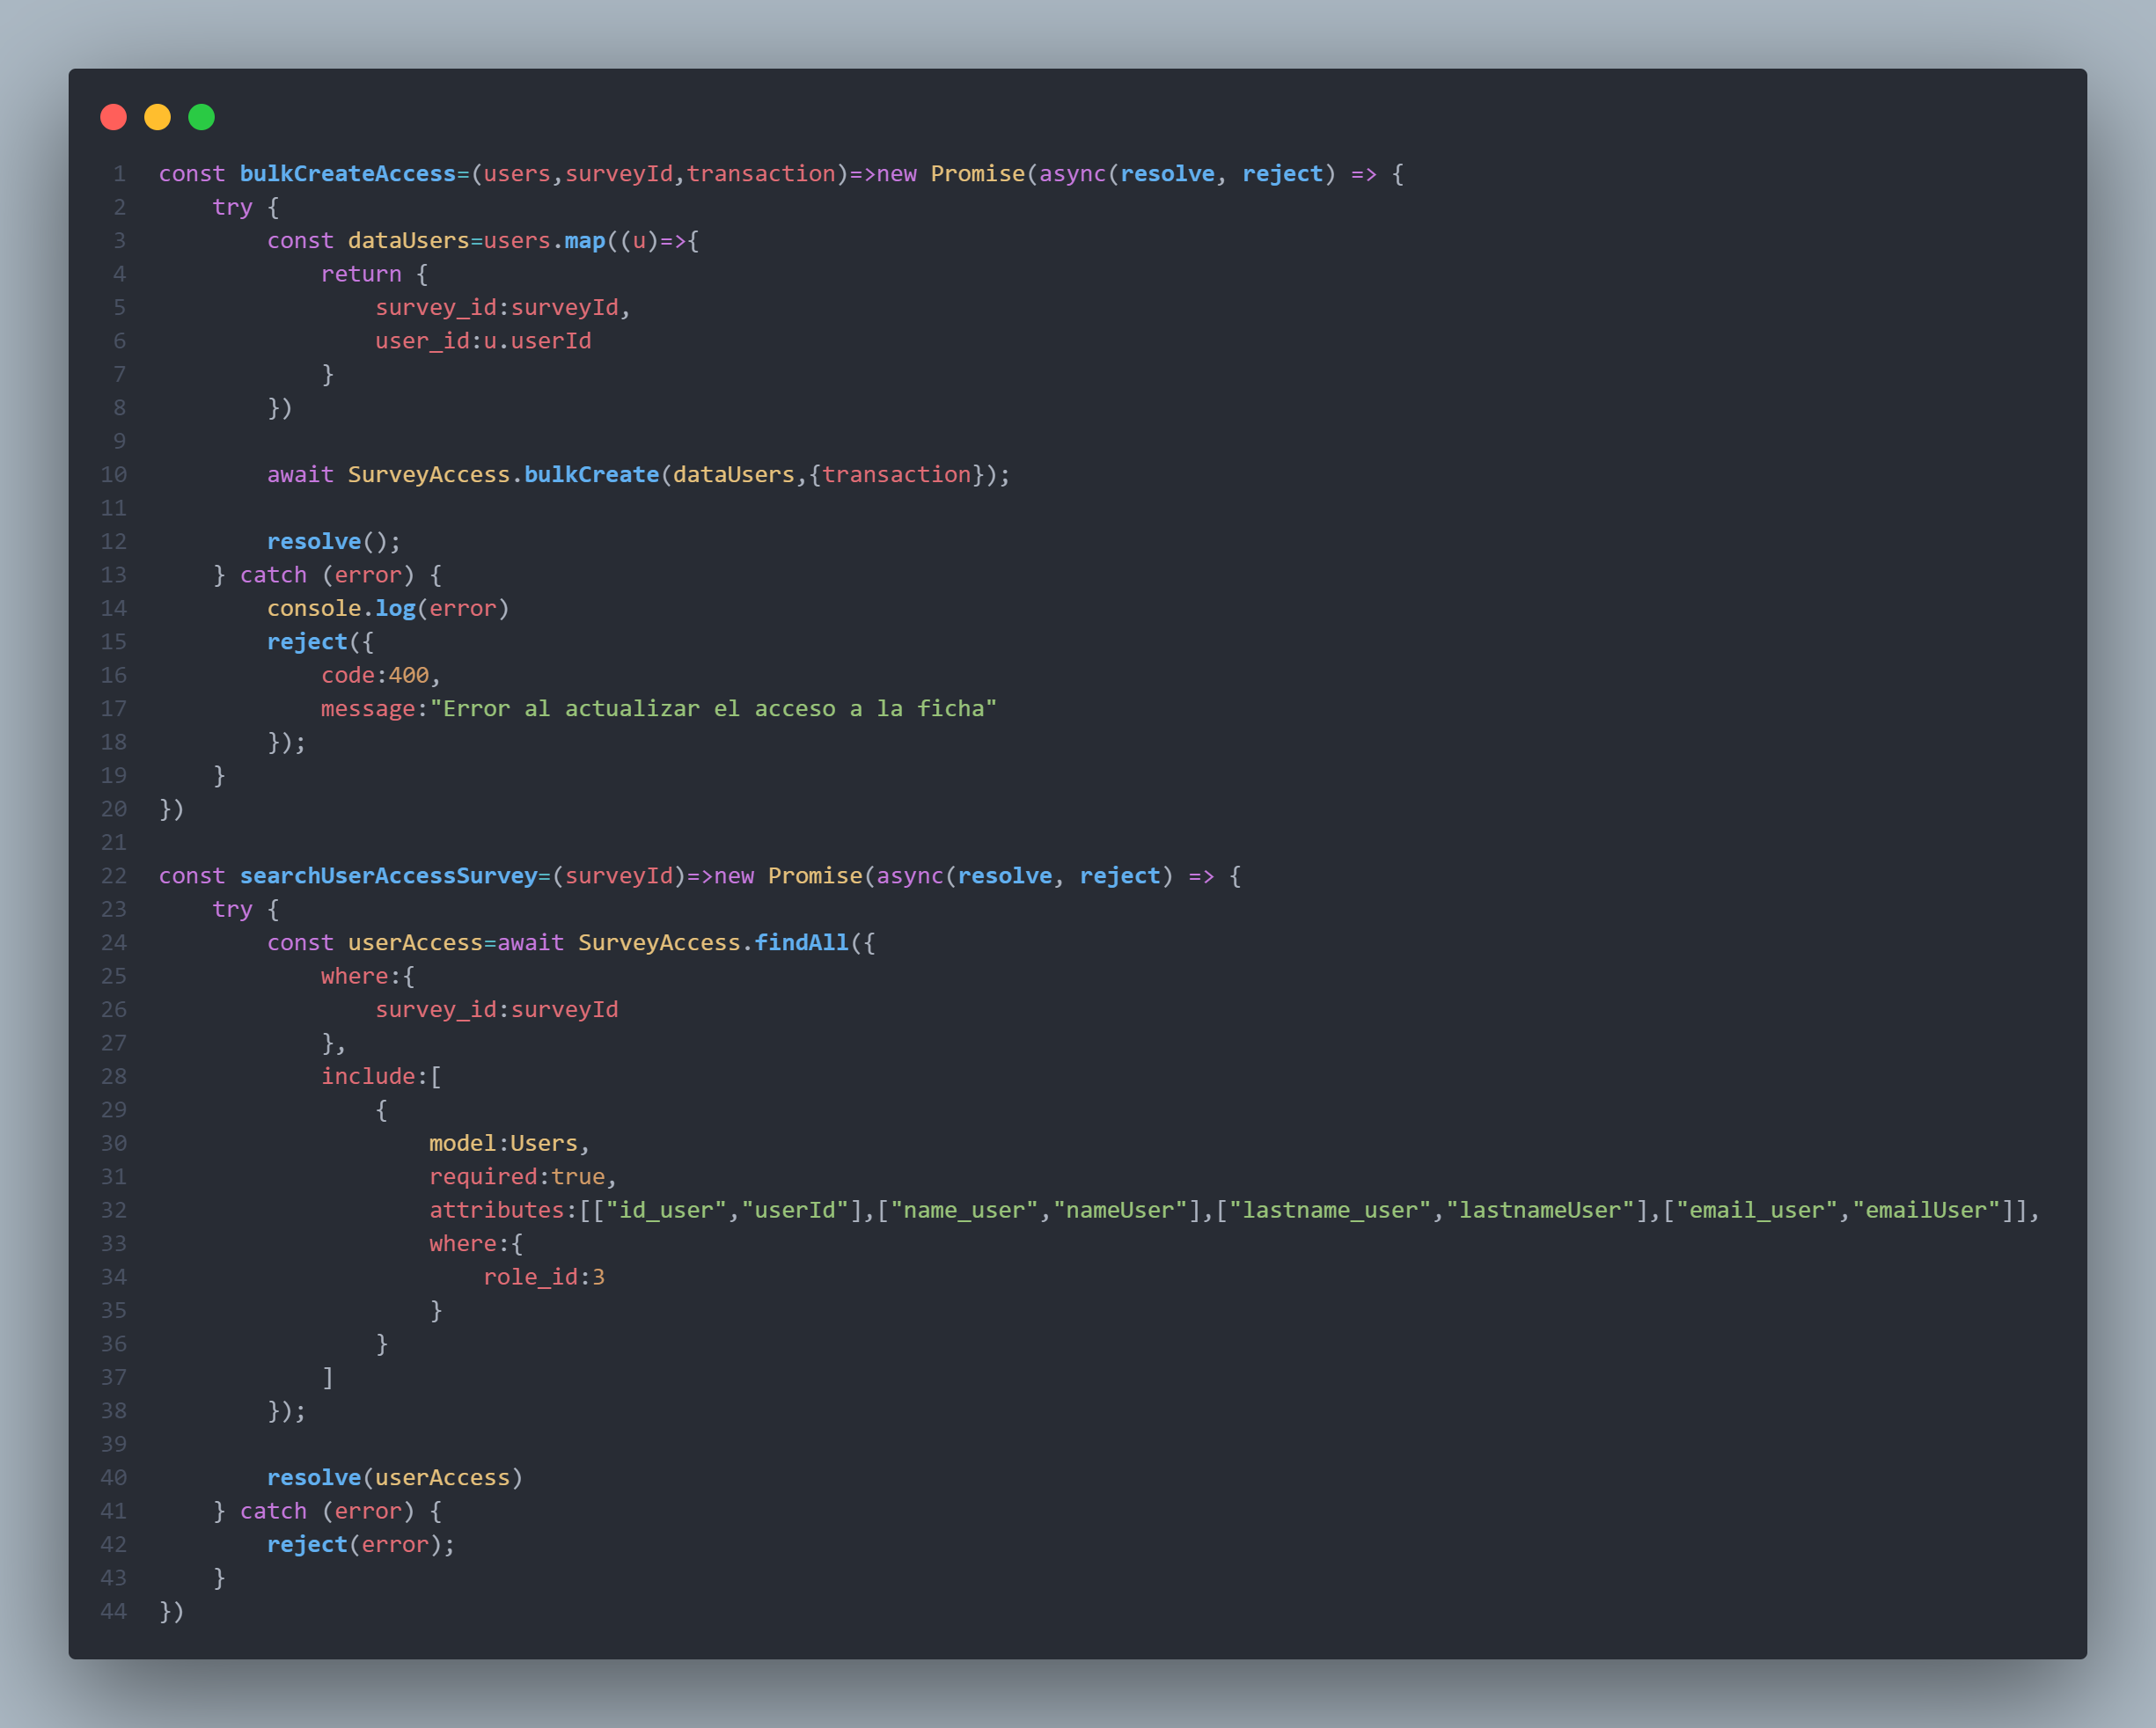 1 const bulkCreateAccess=(users,surveyId,transaction)=>new Promise(async(resolve, reject) => {
2     try {
3         const dataUsers=users.map((u)=>{
4             return {
5                 survey_id:surveyId,
6                 user_id:u.userId
7             }
8         })
9
10         await SurveyAccess.bulkCreate(dataUsers,{transaction});
11
12         resolve();
13     } catch (error) {
14         console.log(error)
15         reject({
16             code:400,
17             message:"Error al actualizar el acceso a la ficha"
18         });
19     }
20 })
21
22 const searchUserAccessSurvey=(surveyId)=>new Promise(async(resolve, reject) => {
23     try {
24         const userAccess=await SurveyAccess.findAll({
25             where:{
26                 survey_id:surveyId
27             },
28             include:[
29                 {
30                     model:Users,
31                     required:true,
32                     attributes:[["id_user","userId"],["name_user","nameUser"],["lastname_user","lastnameUser"],["email_user","emailUser"]],
33                     where:{
34                         role_id:3
35                     }
36                 }
37             ]
38         });
39
40         resolve(userAccess)
41     } catch (error) {
42         reject(error);
43     }
44 })